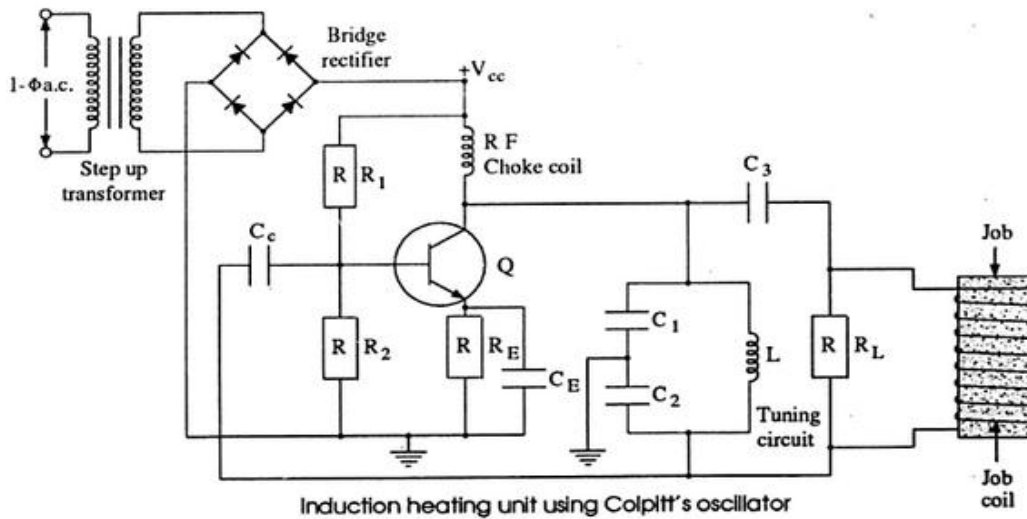 Bridge
rectifier
+Vcc
1-Φa.c.
Step up
transformer
R F
Choke coil
R R1
C3
Cc
Job
Q
C1
R R2
R RE
L
R RL
CE
C2
Tuning
circuit
Job
coil
Induction heating unit using Colpitt's oscillator